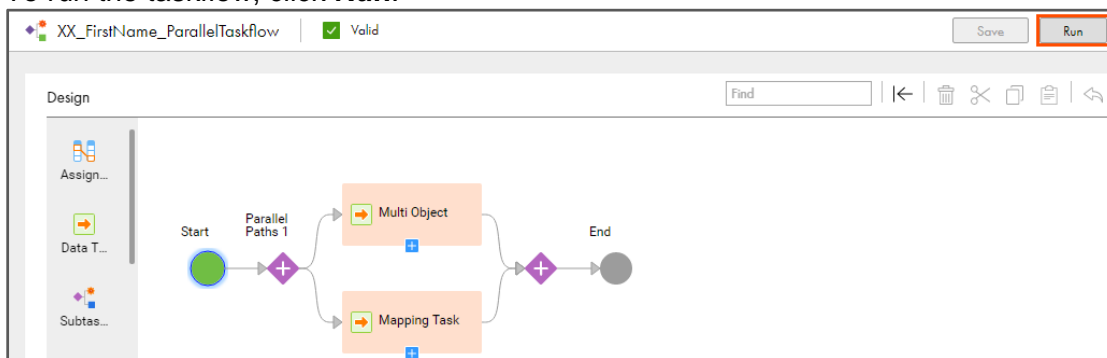 To run the taskflow, click Run.
XX_FirstName_ParallelTaskflow
Valid
Save
Run
Design
Find
Assign...
Data T...
Subtas...
Start
Parallel
Paths 1
Multi Object
Mapping Task
End